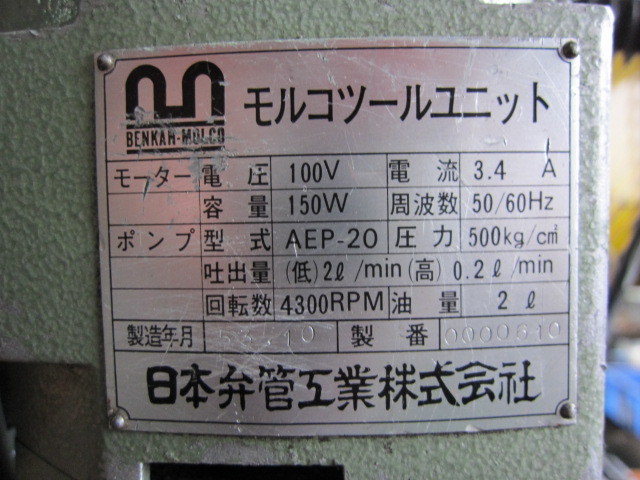 BENKAN-MOLCO
モルコツールユニット
モーター 電圧 100V 電流 3.4 A
容量 150W 周波数 50/60Hz
ポンプ 型式 AEP-20 圧力 500kg/c㎡
吐出量 (低)2ℓ/min(高)0.2ℓ/min
回転数 4300RPM 油量 2ℓ
製造年月 製番
日本弁管工業株式会社